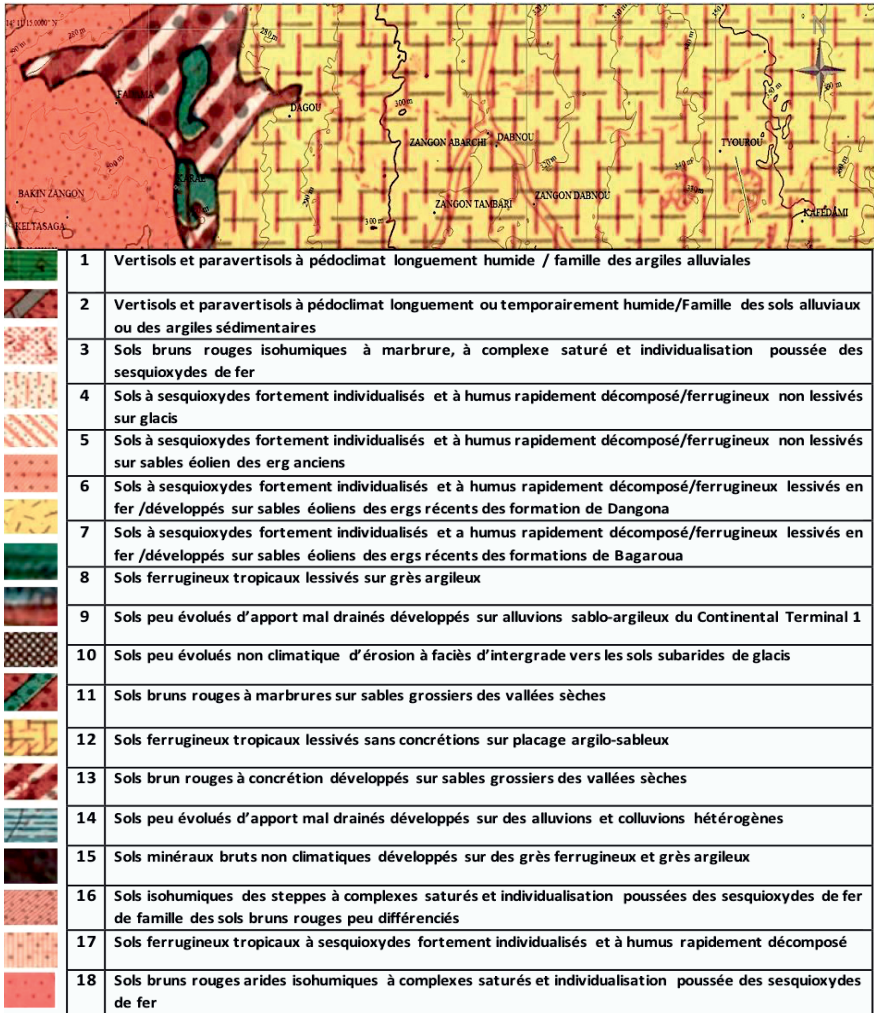 14° 11' 15.0000" N
280 m
280 m
320 m
340 m
DAGOU
300 m
ZANGON ABARCHI
DABNOU
TYOUROU
KARAE
BAKIN ZANGON
KELTASAGA
ZANGON TAMBARI
ZANGON DABNOU
KAFEDAMI
300 m
1 Vertisols et paravertisols à pédoclimat longuement humide / famille des argiles alluviales
2 Vertisols et paravertisols à pédoclimat longuement ou temporairement humide/Famille des sols alluviaux
ou des argiles sédimentaires
3 Sols bruns rouges isohumiques à marbrure, à complexe saturé et individualisation poussée des
sesquioxydes de fer
4 Sols à sesquioxydes fortement individualisés et à humus rapidement décomposé/ferrugineux non lessivés
sur glacis
5 Sols à sesquioxydes fortement individualisés et à humus rapidement décomposé/ferrugineux non lessivés
sur sables éolien des erg anciens
6 Sols à sesquioxydes fortement individualisés et à humus rapidement décomposé/ferrugineux lessivés en
fer /développés sur sables éoliens des ergs récents des formation de Dangona
7 Sols à sesquioxydes fortement individualisés et a humus rapidement décomposé/ferrugineux lessivés en
fer /développés sur sables éoliens des ergs récents des formations de Bagaroua
8 Sols ferrugineux tropicaux lessivés sur grès argileux
9 Sols peu évolués d'apport mal drainés développés sur alluvions sablo-argileux du Continental Terminal 1
10 Sols peu évolués non climatique d'érosion à faciès d'intergrade vers les sols subarides de glacis
11 Sols bruns rouges à marbrures sur sables grossiers des vallées sèches
12 Sols ferrugineux tropicaux lessivés sans concrétions sur placage argilo-sableux
13 Sols brun rouges à concrétion développés sur sables grossiers des vallées sèches
14 Sols peu évolués d'apport mal drainés développés sur des alluvions et colluvions hétérogènes
15 Sols minéraux bruts non climatiques développés sur des grès ferrugineux et grès argileux
16 Sols isohumiques des steppes à complexes saturés et individualisation poussées des sesquioxydes de fer
de famille des sols bruns rouges peu différenciés
17 Sols ferrugineux tropicaux à sesquioxydes fortement individualisés et à humus rapidement décomposé
18 Sols bruns rouges arides isohumiques à complexes saturés et individualisation poussée des sesquioxydes
de fer